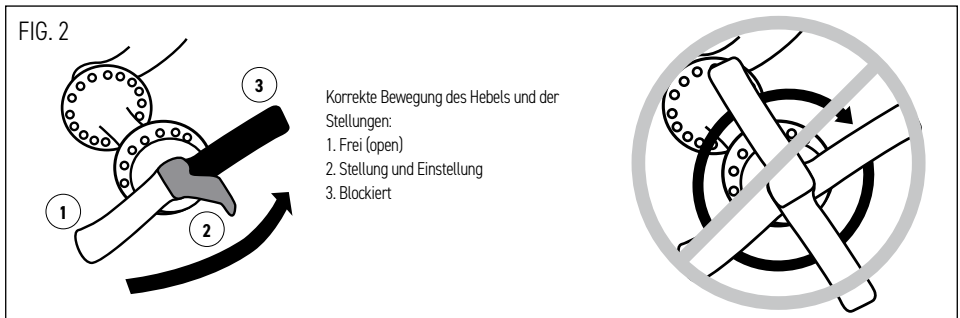 FIG. 2
3
Korrekte Bewegung des Hebels und der
Stellungen:
1. Frei (open)
2. Stellung und Einstellung
3. Blockiert
1
2